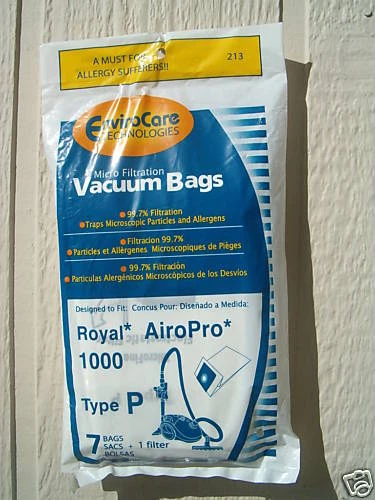 A MUST FOR
ALLERGY SUFFERERS!!
213
EnviroCare
TECHNOLOGIES
Micro Filtration
Vacuum Bags
• 99.7% Filtration
• Traps Microscopic Particles and Allergens
• Filtracion 99.7%
• Particles et Allèrgenes Microscopiques de Pièges
• 99.7% Filtración
• Particulas Alergénicos Microscópicos de los Desvíos
Designed to Fit: Concus Pour: Diseñado a Medida:
Royal* AiroPro*
1000
Type P
7 BAGS
SACS + 1 filter
BOLSAS
eb